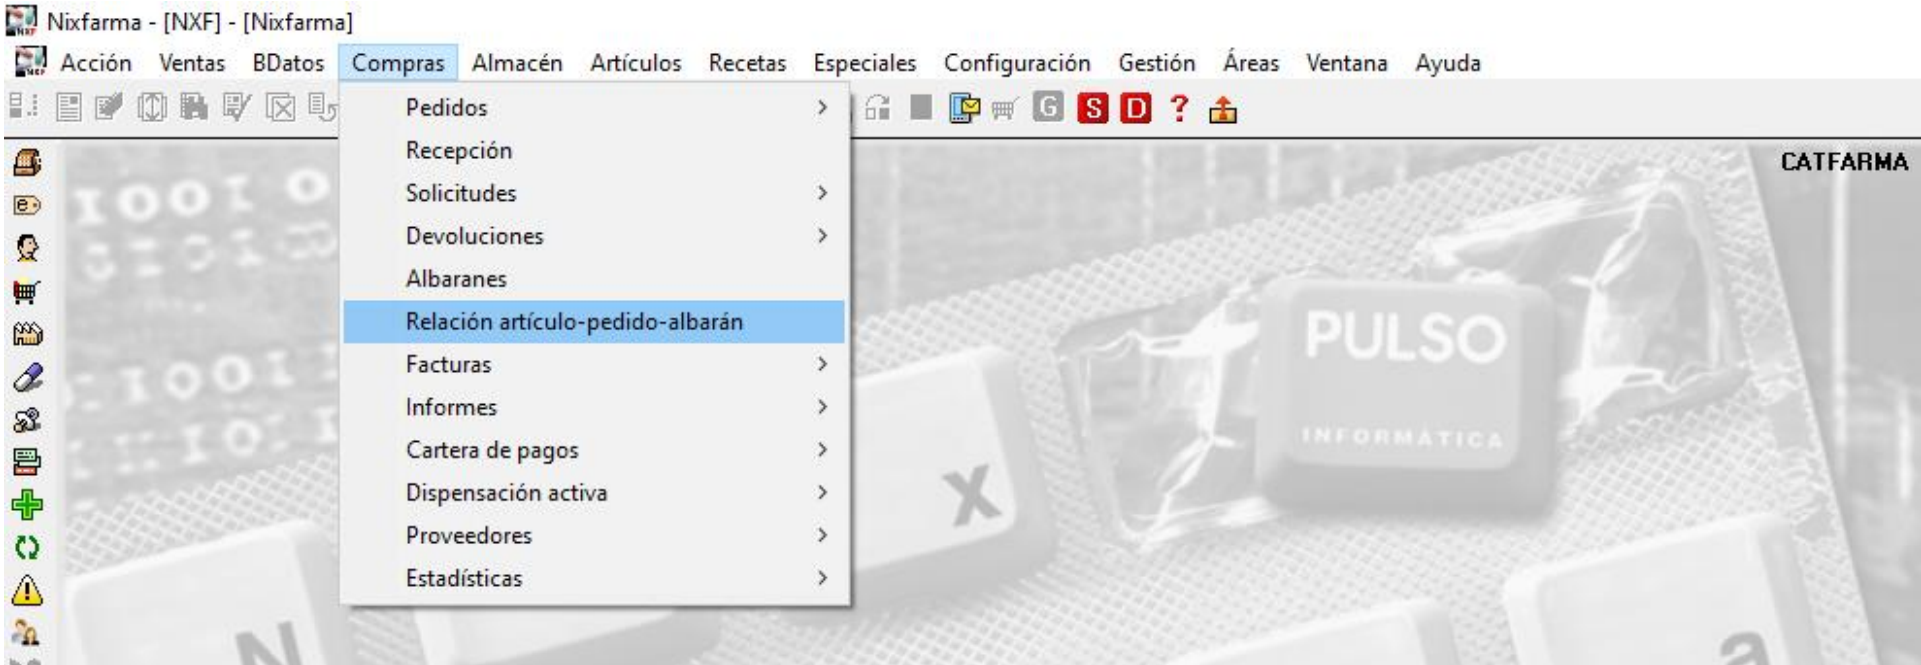 Nixfarma - [NXF] - [Nixfarma]
Acción Ventas BDatos Compras Almacén Artículos Recetas Especiales Configuración Gestión Áreas Ventana Ayuda
G S D ?
CATFARMA
Pedidos
Recepción
Solicitudes
Devoluciones
Albaranes
Relación artículo-pedido-albarán
Facturas
Informes
Cartera de pagos
Dispensación activa
Proveedores
Estadísticas
e
PULSO
INFORMÁTICA
X
N
a